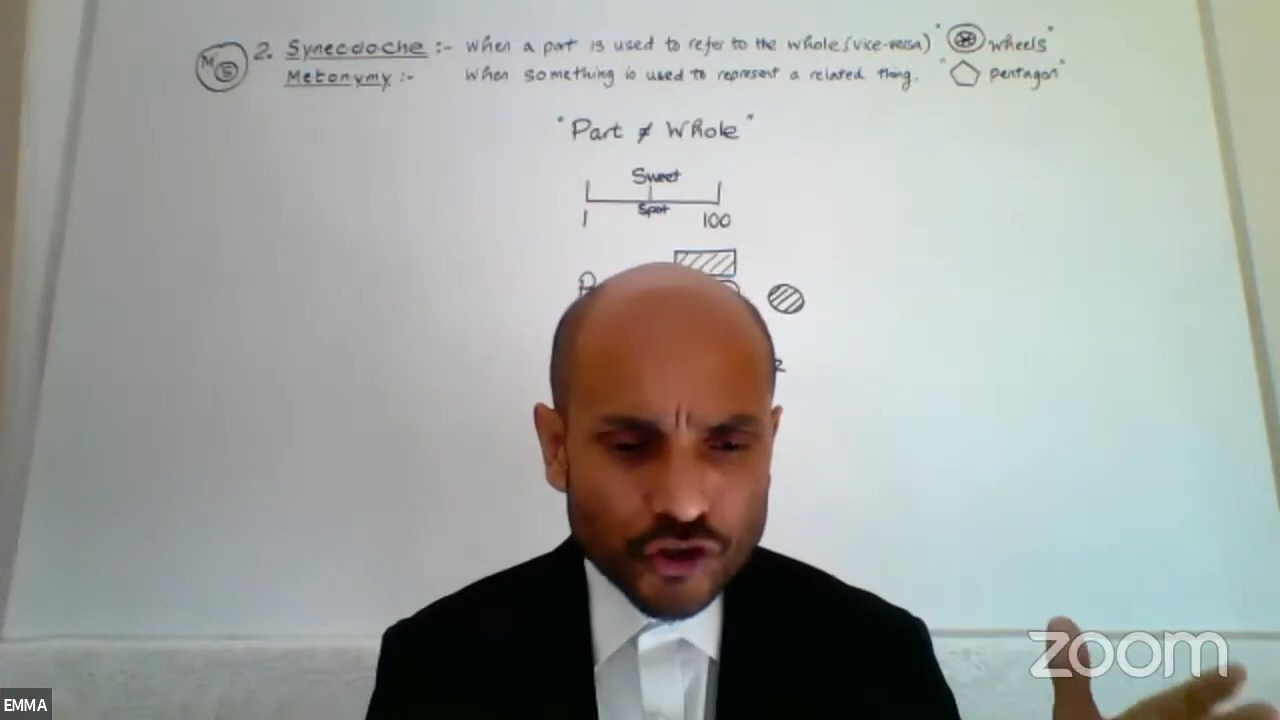 M S 2. Synecdoche :- When a part is used to refer to the whole (vice-versa) " wheels"
Metonymy :- When something is used to represent a related thing. " pentagon"
"Part ≠ Whole"
Sweet
Spot
1 100
2
zoom
EMMA